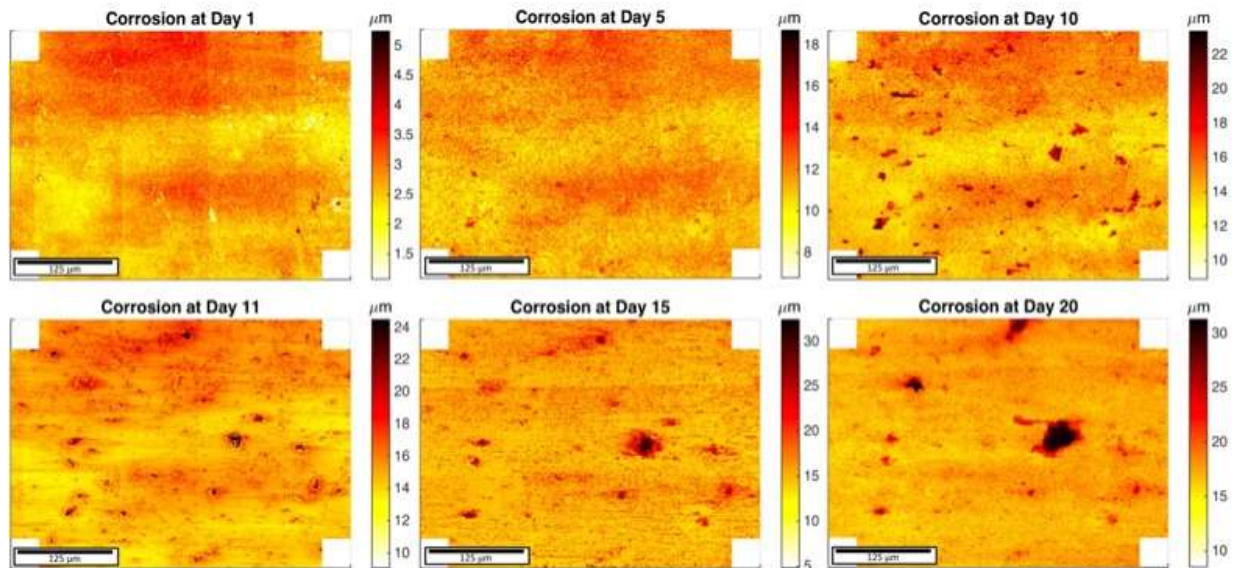 Corrosion at Day 1
μm
5
4.5
4
3.5
3
2.5
2
1.5
125 μm
Corrosion at Day 5
μm
18
16
14
12
10
8
125 μm
Corrosion at Day 10
μm
22
20
18
16
14
12
10
125 μm
Corrosion at Day 11
μm
24
22
20
18
16
14
12
10
125 μm
Corrosion at Day 15
μm
30
25
20
15
10
5
125 μm
Corrosion at Day 20
μm
30
25
20
15
10
125 μm